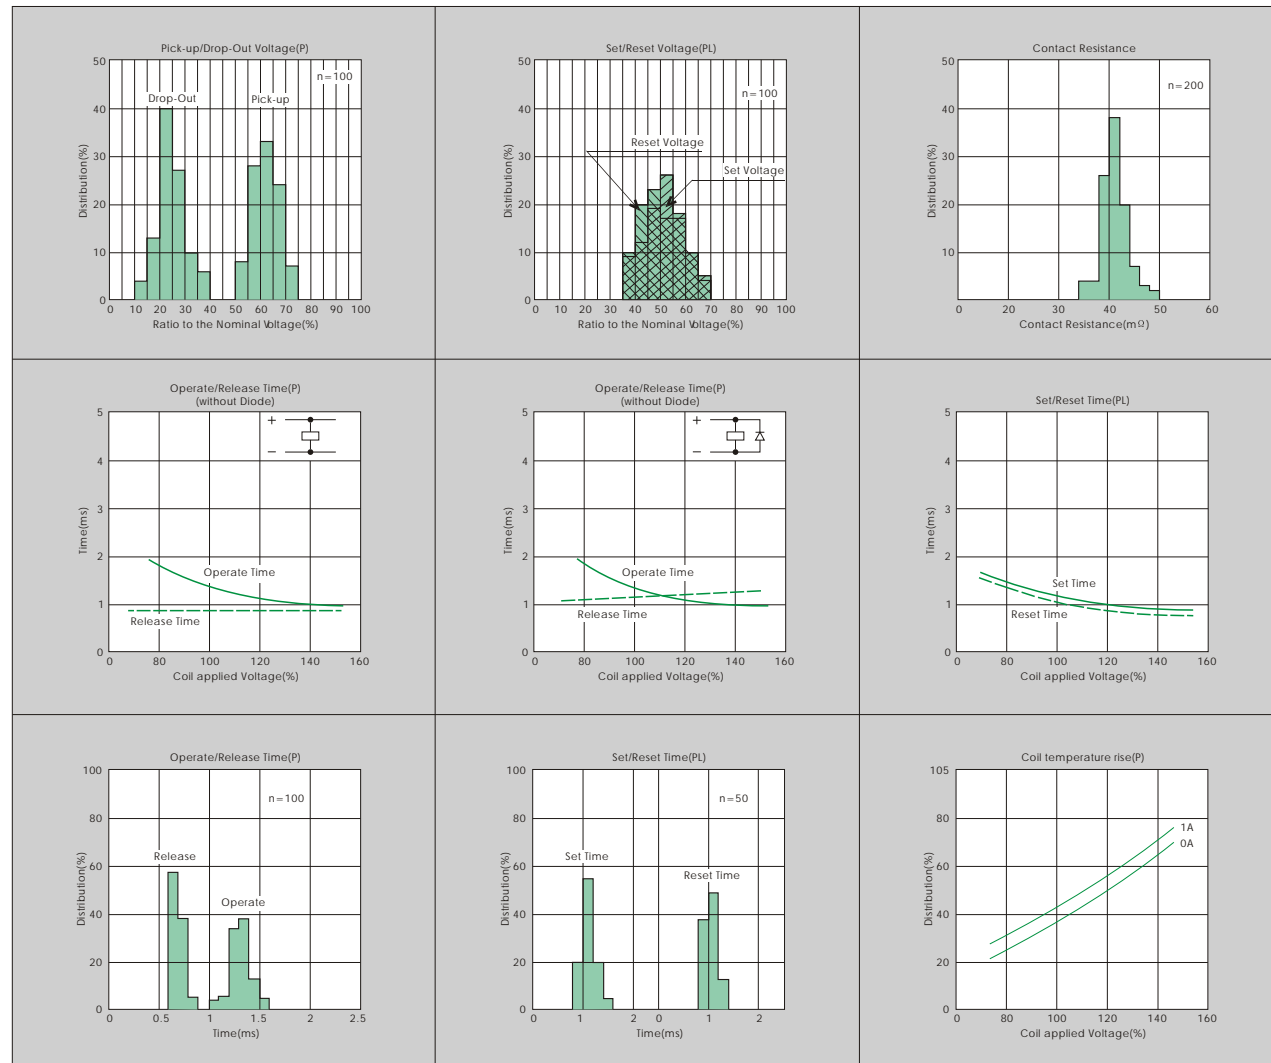 Pick-up/Drop-Out Voltage(P)
50
40
30
20
10
0
Distribution(%)
n=100
Drop-Out
Pick-up
0 10 20 30 40 50 60 70 80 90 100
Ratio to the Nominal Voltage(%)
Set/Reset Voltage(PL)
50
40
30
20
10
0
Distribution(%)
n=100
Reset Voltage
Set Voltage
0 10 20 30 40 50 60 70 80 90 100
Ratio to the Nominal Voltage(%)
Contact Resistance
50
40
30
20
10
0
Distribution(%)
n=200
0 20 30 40 50 60
Contact Resistance(mΩ)
Operate/Release Time(P)
(without Diode)
5
4
3
2
1
0
Time(ms)
+
−
Operate Time
Release Time
0 80 100 120 140 160
Coil applied Voltage(%)
Operate/Release Time(P)
(without Diode)
5
4
3
2
1
0
Time(ms)
+
−
Operate Time
Release Time
0 80 100 120 140 160
Coil applied Voltage(%)
Set/Reset Time(PL)
5
4
3
2
1
0
Time(ms)
Set Time
Reset Time
0 80 100 120 140 160
Coil applied Voltage(%)
Operate/Release Time(P)
100
80
60
40
20
0
Distribution(%)
n=100
Release
Operate
0 0.5 1 1.5 2 2.5
Time(ms)
Set/Reset Time(PL)
100
80
60
40
20
0
Distribution(%)
n=50
Set Time
Reset Time
0 1 2 0 1 2
Time(ms)
Coil temperature rise(P)
105
80
60
40
20
0
Distribution(%)
1A
0A
0 80 100 120 140 160
Coil applied Voltage(%)